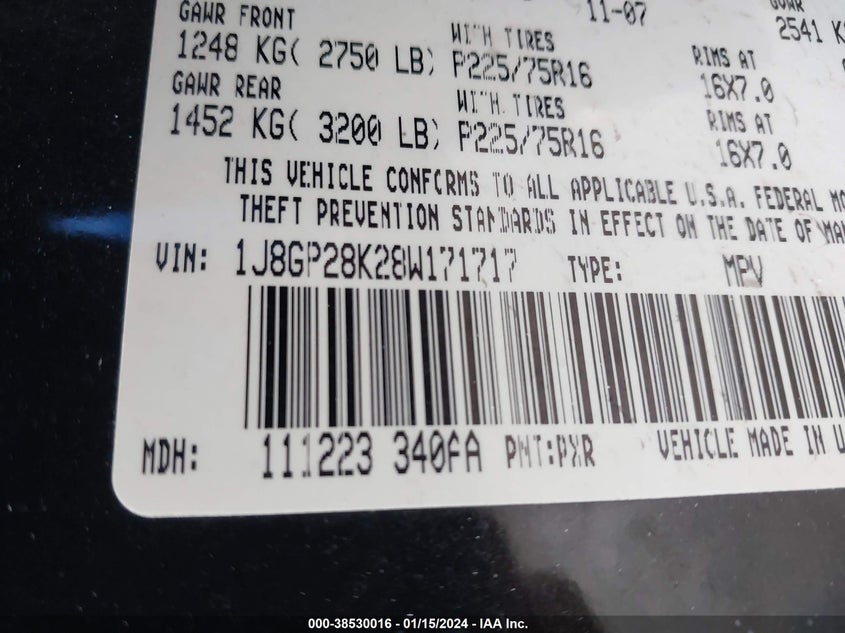 11-07
GAWR FRONT WITH TIRES RIMS AT 2541
1248 KG( 2750 LB) P225/75R16 16X7.0
GAWR REAR WITH TIRES RIMS AT
1452 KG( 3200 LB) P225/75R16 16X7.0
THIS VEHICLE CONFORMS TO ALL APPLICABLE U.S.A. FEDERAL
THEFT PREVENTION STANDARDS IN EFFECT ON THE DATE OF
VIN: 1J8GP28K28W171717 TYPE: MPV
MDH: 111223 340FA PNT:PXR VEHICLE MADE IN
000-38530016 - 01/15/2024 - IAA Inc.